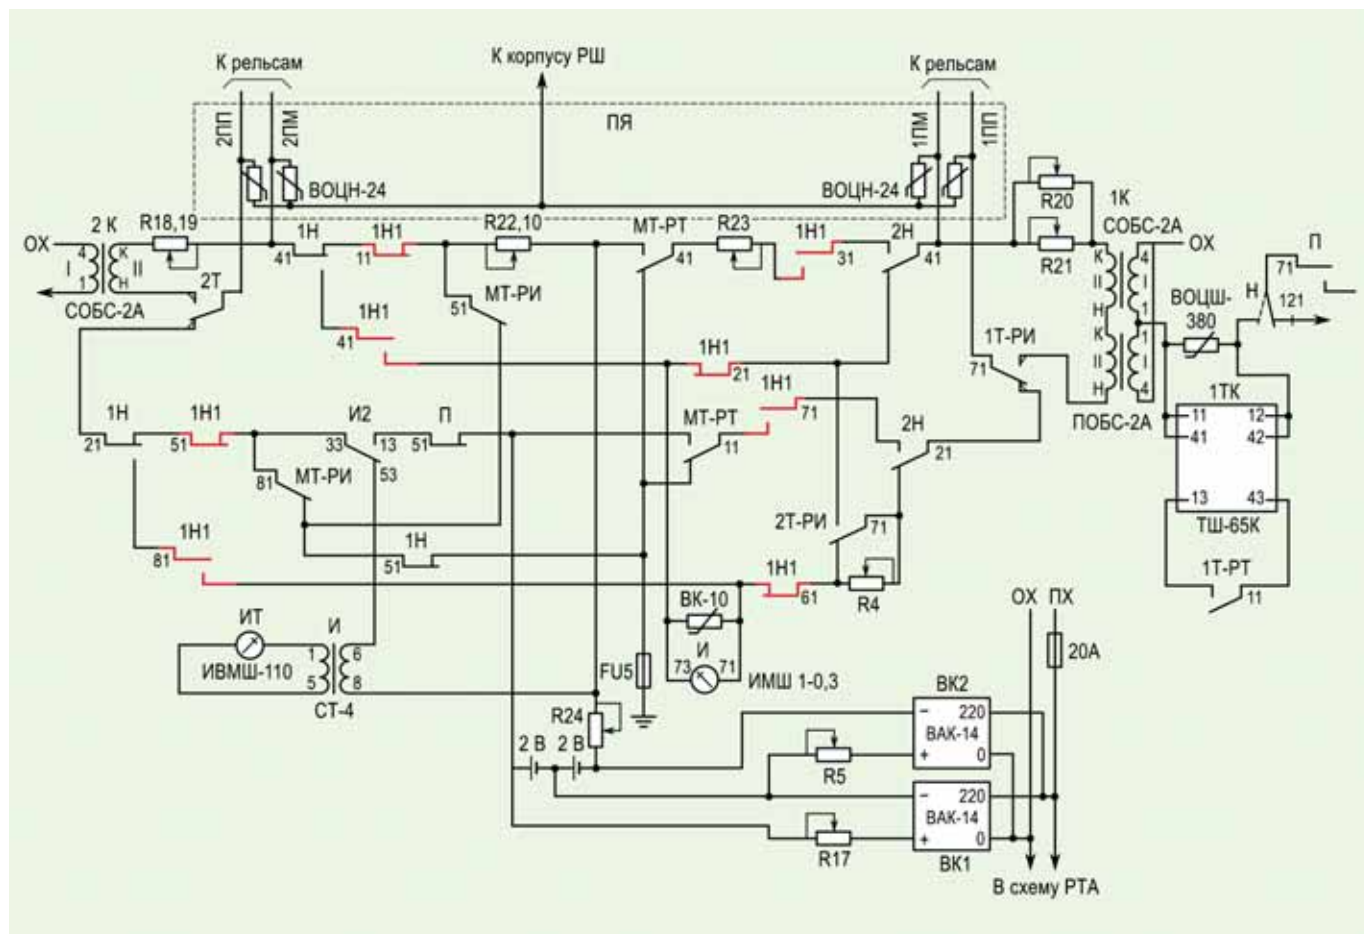 К рельсам
К корпусу РШ
К рельсам
2ПП
2ПМ
ПЯ
1ПМ
1ПП
ВОЦН-24
ВОЦН-24
R20
1К
СОБС-2А
ОХ
2 К
R18,19
1Н
1Н1
R22,10
МТ-РТ
R23
1Н1
2Н
ОХ
4
К
I
II
1
Н
СОБС-2А
2Т
41
11
41
31
41
R21
К
4
II
I
Н
1
К
1
II
I
Н
4
ПОБС-2А
П
71
Н
121
ВОЦШ-
380
МТ-РИ
51
1Н1
41
1Н1
21
1Т-РИ
71
1Н1
71
1Н
21
1Н1
51
И2
33
13
53
П
51
МТ-РТ
11
2Н
21
1ТК
11
12
41
42
13
43
ТШ-65К
МТ-РИ
81
2Т-РИ
71
1Н1
81
1Н
51
1Н1
61
R4
1Т-РТ
11
ВК-10
ОХ
ПХ
20А
ИТ
ИВМШ-110
И
1
6
5
8
СТ-4
FU5
И
73
71
ИМШ 1-0,3
R24
2 В
2 В
ВК2
–
220
ВАК-14
+
0
R5
–
220
ВАК-14
+
0
ВК1
R17
В схему РТА